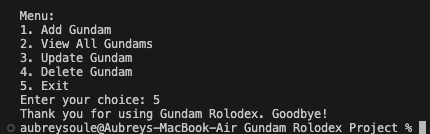 Menu:
1. Add Gundam
2. View All Gundams
3. Update Gundam
4. Delete Gundam
5. Exit
Enter your choice: 5
Thank you for using Gundam Rolodex. Goodbye!
aubreysoule@Aubreys-MacBook-Air Gundam Rolodex Project %